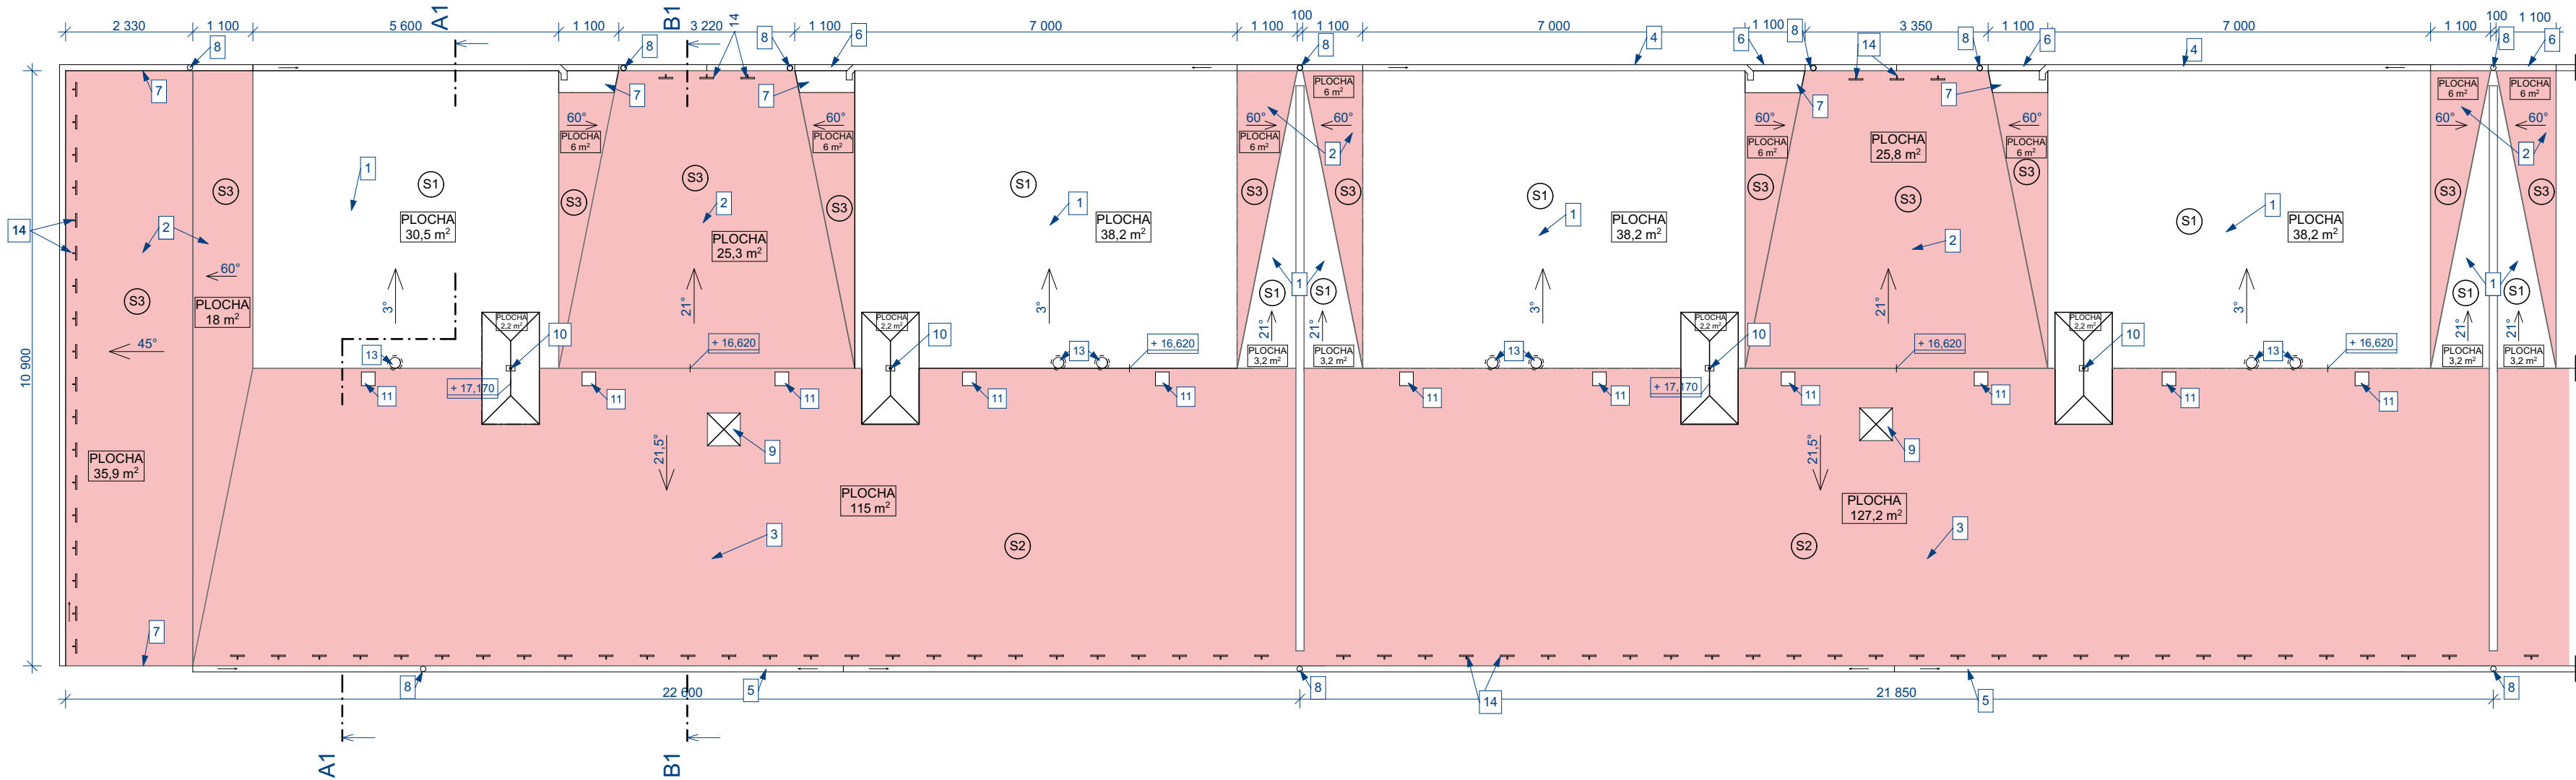 A1
B1
14
100
100
2 330
1 100
5 600
1 100
3 220
1 100
7 000
1 100
1 100
7 000
1 100
3 350
1 100
7 000
1 100
1 100
8
8
8
6
8
4
6
8
14
8
6
4
8
6
7
7
7
7
7
PLOCHA
6 m²
PLOCHA
6 m²
PLOCHA
6 m²
60°
60°
60°
60°
60°
60°
60°
60°
PLOCHA
6 m²
PLOCHA
6 m²
PLOCHA
6 m²
PLOCHA
6 m²
PLOCHA
6 m²
PLOCHA
25,8 m²
2
2
1
S3
S1
S3
S1
S3
S3
S1
S3
S3
S3
S3
S3
S3
S3
S1
2
1
1
2
1
PLOCHA
30,5 m²
PLOCHA
25,3 m²
PLOCHA
38,2 m²
PLOCHA
38,2 m²
PLOCHA
38,2 m²
14
2
2
60°
S3
PLOCHA
18 m²
3°
21°
3°
3°
21°
3°
1
S1
S1
1
S1
S1
21°
21°
21°
21°
PLOCHA
2,2 m²
PLOCHA
2,2 m²
PLOCHA
2,2 m²
PLOCHA
2,2 m²
10
10
10
10
45°
13
13
13
13
+ 16,620
+ 16,620
+ 16,620
+ 16,620
PLOCHA
3,2 m²
PLOCHA
3,2 m²
PLOCHA
3,2 m²
PLOCHA
3,2 m²
10 900
11
+ 17,170
11
11
11
11
11
11
+ 17,170
11
11
11
11
21,5°
9
21,5°
9
PLOCHA
35,9 m²
PLOCHA
115 m²
PLOCHA
127,2 m²
3
S2
S2
3
7
8
22 600
5
8
14
21 850
5
8
A1
B1